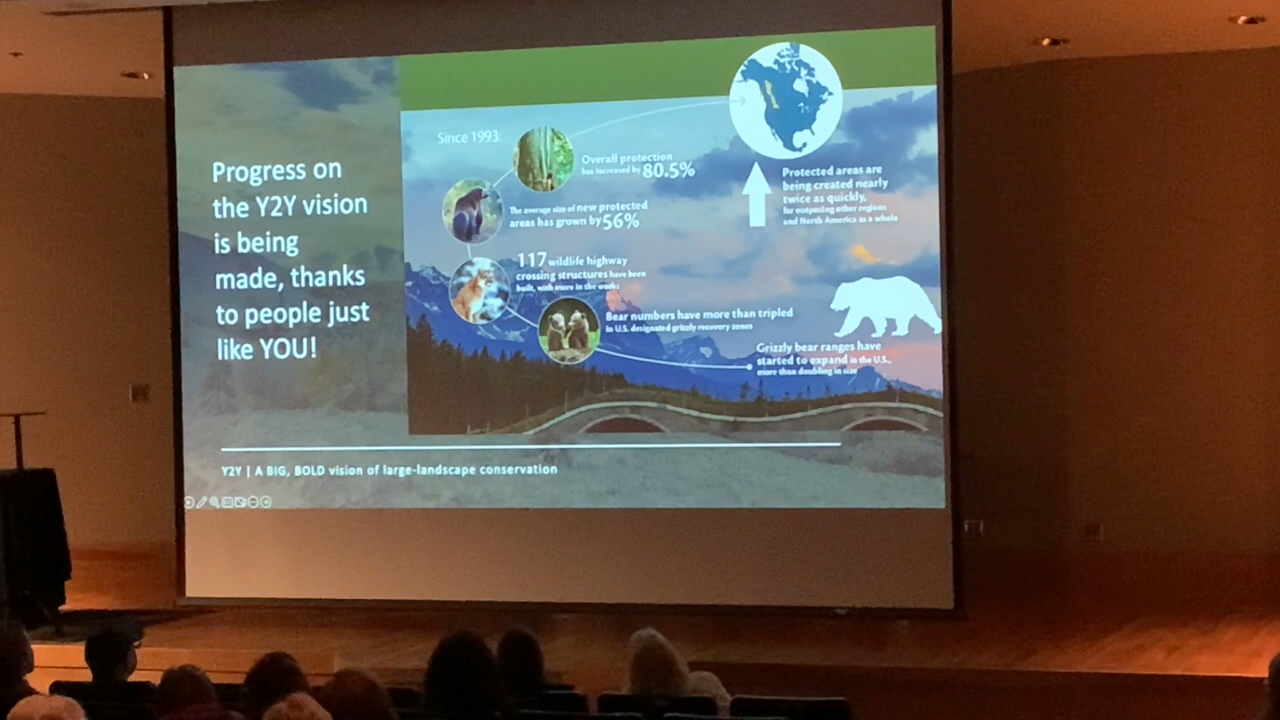 Progress on
the Y2Y vision
is being
made, thanks
to people just
like YOU!
Since 1993:
Overall protection
has increased by 80.5%
The average size of new protected
areas has grown by 56%
117 wildlife highway
crossing structures have been
built, with more in the works
Bear numbers have more than tripled
in U.S. designated grizzly recovery zones
Protected areas are
being created nearly
twice as quickly,
far outpacing other regions
and North America as a whole
Grizzly bear ranges have
started to expand in the U.S.,
more than doubling in size
Y2Y | A BIG, BOLD vision of large-landscape conservation